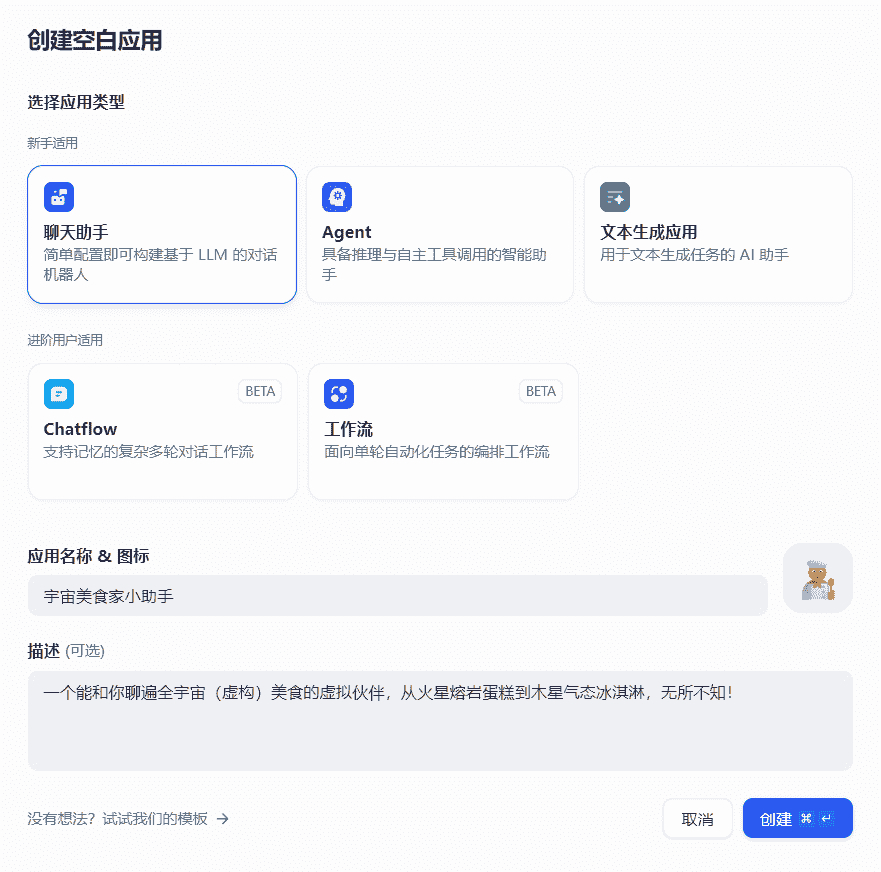 创建空白应用
选择应用类型
新手适用
聊天助手
简单配置即可构建基于 LLM 的对话
机器人
Agent
具备推理与自主工具调用的智能助
手
文本生成应用
用于文本生成任务的 AI 助手
进阶用户适用
BETA
Chatflow
支持记忆的复杂多轮对话工作流
BETA
工作流
面向单轮自动化任务的编排工作流
应用名称 & 图标
宇宙美食家小助手
描述 (可选)
一个能和你聊遍全宇宙（虚构）美食的虚拟伙伴，从火星熔岩蛋糕到木星气态冰淇淋，无所不知！
没有想法？试试我们的模板 →
取消
创建 ⌘ ↵